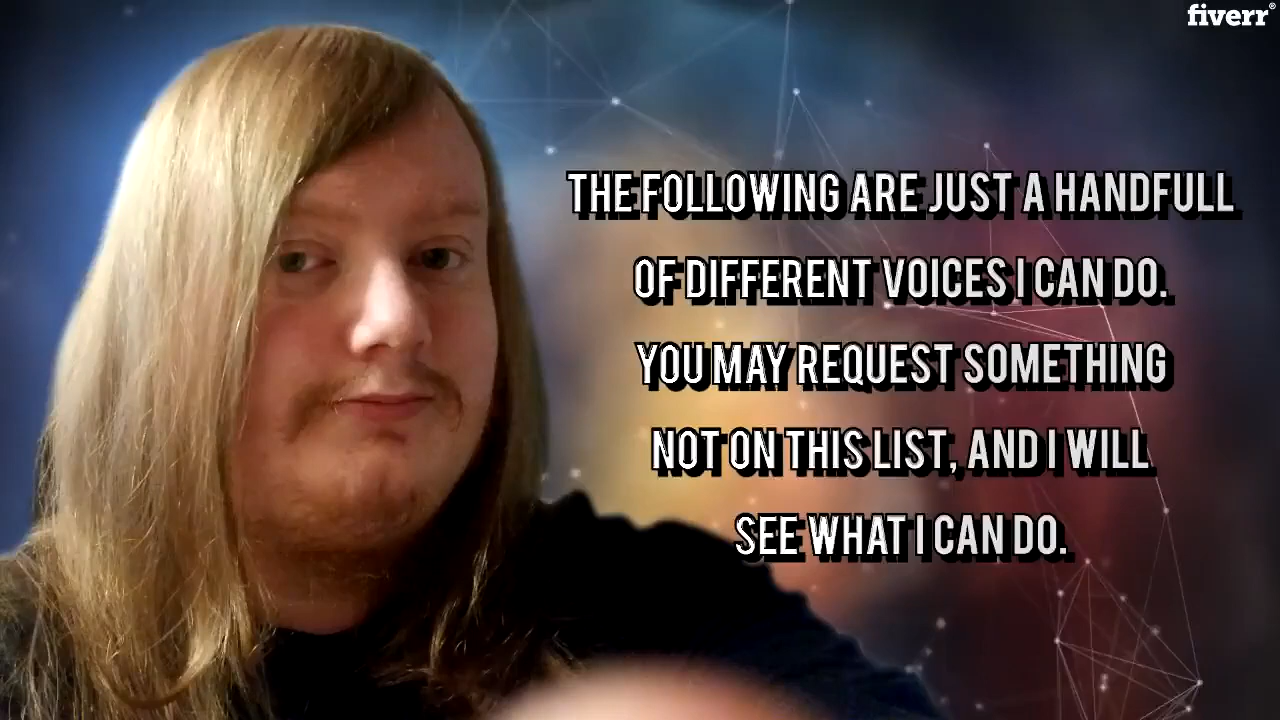 fiverr®
THE FOLLOWING ARE JUST A HANDFULL
OF DIFFERENT VOICES I CAN DO.
YOU MAY REQUEST SOMETHING
NOT ON THIS LIST, AND I WILL
SEE WHAT I CAN DO.